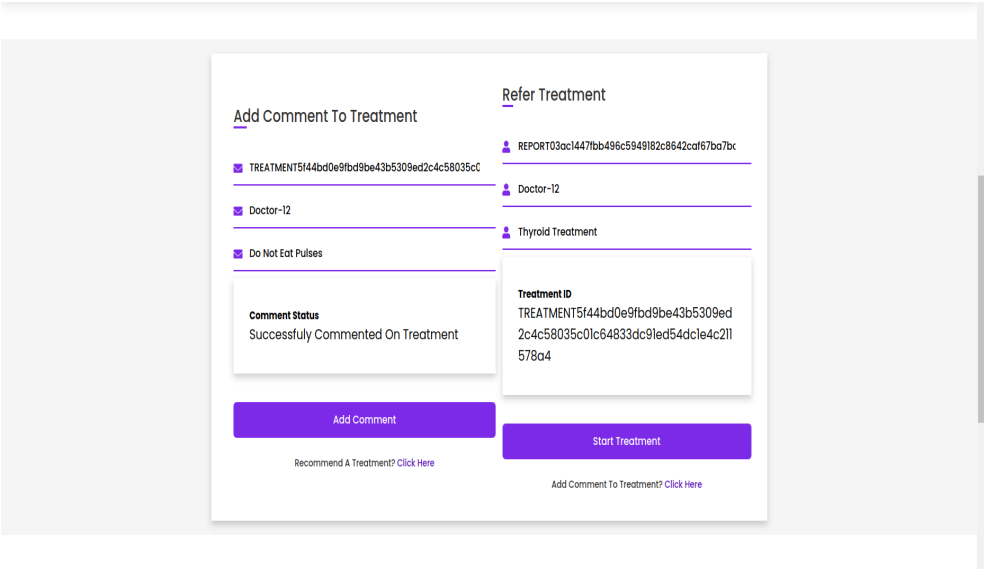 Add Comment To Treatment
TREATMENT5f44bd0e9fbd9be43b5309ed2c4c58035c0
Doctor-12
Do Not Eat Pulses
Comment Status
Successfuly Commented On Treatment
Add Comment
Recommend A Treatment? Click Here
Refer Treatment
REPORT03ac1447fbb496c5949182c8642caf67ba7bc
Doctor-12
Thyroid Treatment
Treatment ID
TREATMENT5f44bd0e9fbd9be43b5309ed
2c4c58035c01c64833dc91ed54dc1e4c211
578a4
Start Treatment
Add Comment To Treatment? Click Here